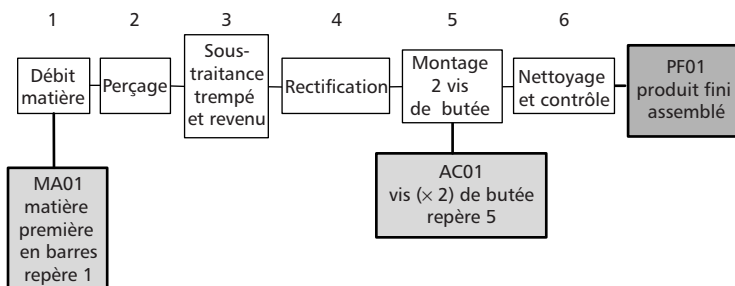 1 2 3 4 5 6
Débit
matière
Perçage
Sous-
traitance
trempé
et revenu
Rectification
Montage
2 vis
de butée
Nettoyage
et contrôle
PF01
produit fini
assemblé
MA01
matière
première
en barres
repère 1
AC01
vis (× 2) de butée
repère 5